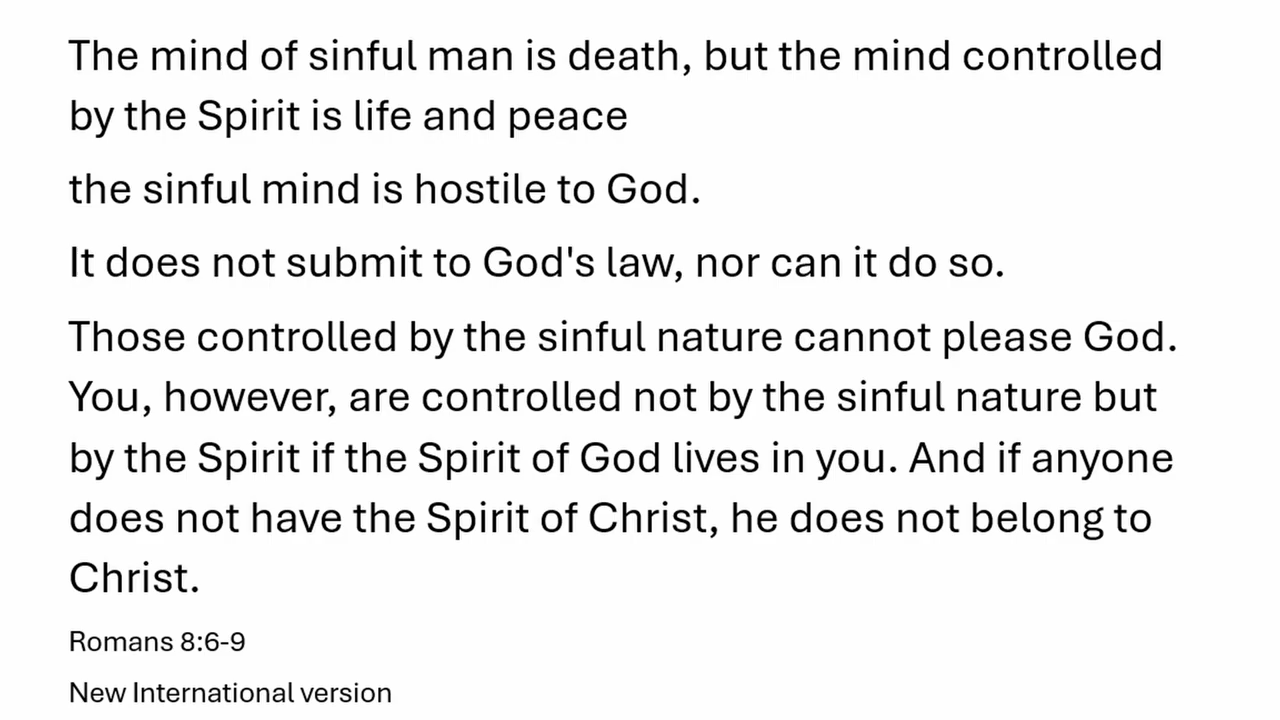 The mind of sinful man is death, but the mind controlled
by the Spirit is life and peace
the sinful mind is hostile to God.
It does not submit to God's law, nor can it do so.
Those controlled by the sinful nature cannot please God.
You, however, are controlled not by the sinful nature but
by the Spirit if the Spirit of God lives in you. And if anyone
does not have the Spirit of Christ, he does not belong to
Christ.
Romans 8:6-9
New International version